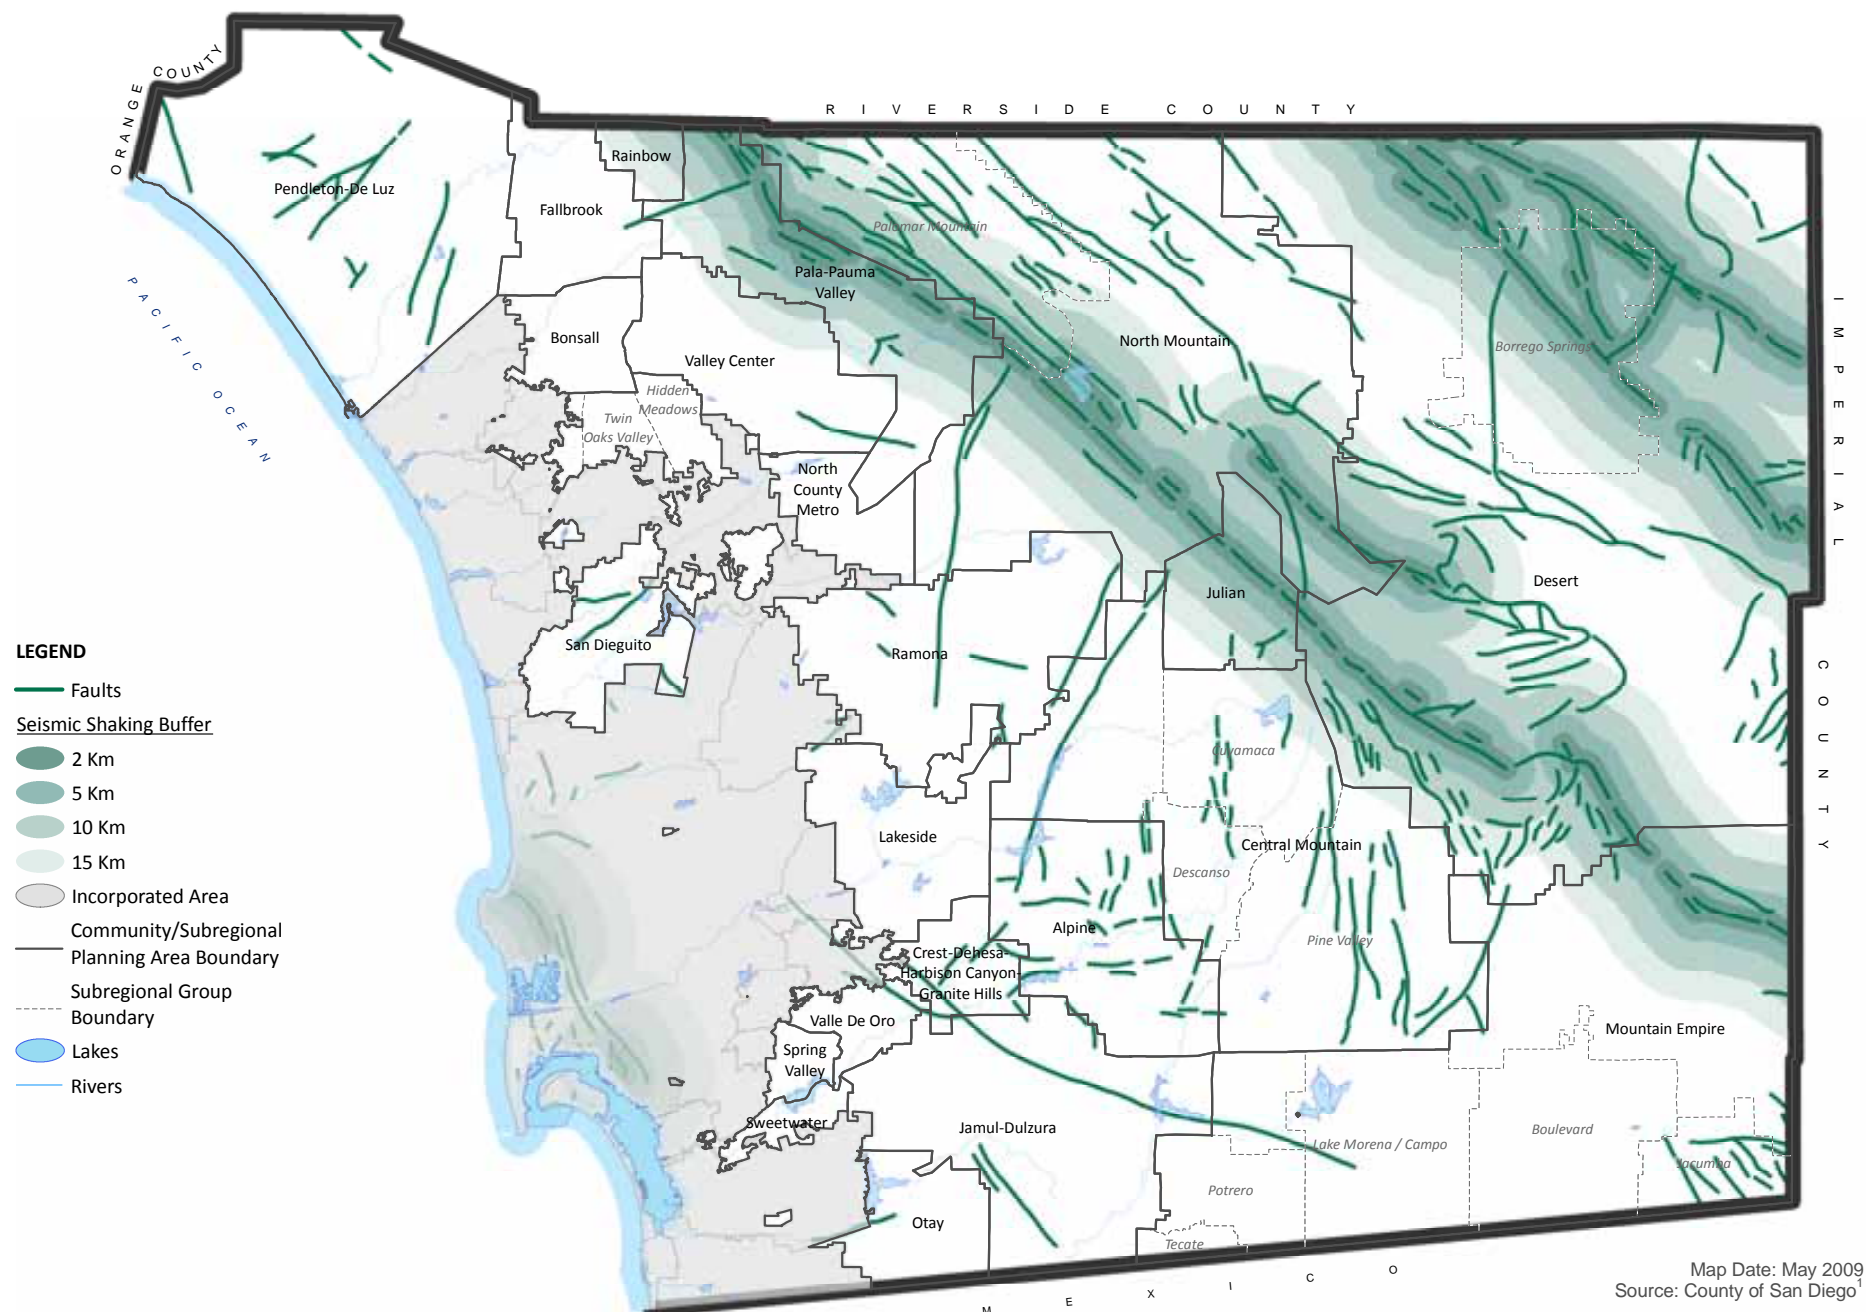 ORANGE COUNTY
RIVERSIDE COUNTY
Rainbow
Pendleton-De Luz
Fallbrook
Palomar Mountain
Pala-Pauma
Valley
PACIFIC OCEAN
IMPERIAL COUNTY
Bonsall
North Mountain
Borrego Springs
Valley Center
Hidden
Meadows
Twin
Oaks Valley
North
County
Metro
Desert
Julian
San Dieguito
Ramona
LEGEND
Faults
Seismic Shaking Buffer
2 Km
5 Km
10 Km
15 Km
Incorporated Area
Community/Subregional
Planning Area Boundary
Subregional Group
Boundary
Lakes
Rivers
Cuyamaca
Lakeside
Central Mountain
Descanso
Alpine
Pine Valley
Crest-Dehesa-
Harbison Canyon-
Granite Hills
Valle De Oro
Mountain Empire
Spring
Valley
Sweetwater
Jamul-Dulzura
Lake Morena / Campo
Boulevard
Jacumba
Potrero
Otay
Tecate
MEXICO
Map Date: May 2009
Source: County of San Diego1